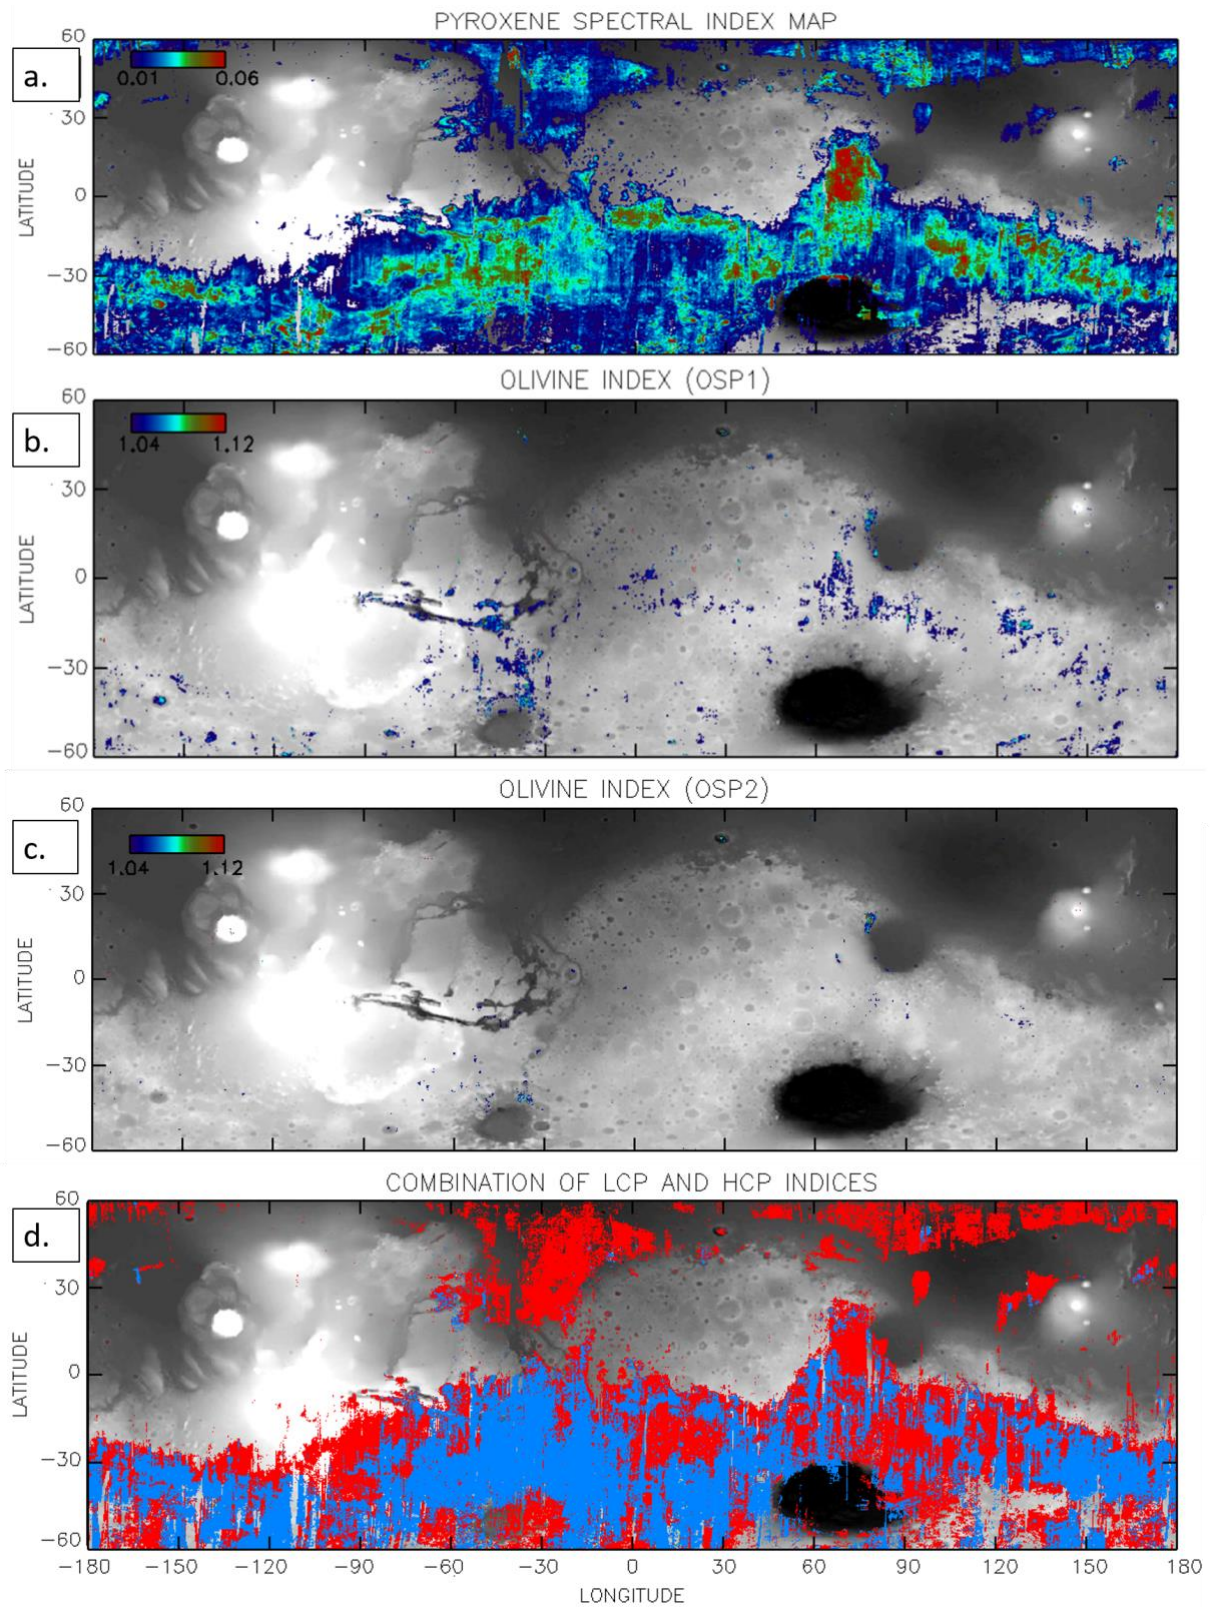 PYROXENE SPECTRAL INDEX MAP
a.
0.01 0.06
60
30
0
−30
−60
LATITUDE
OLIVINE INDEX (OSP1)
b.
1.04 1.12
60
30
0
−30
−60
LATITUDE
OLIVINE INDEX (OSP2)
c.
1.04 1.12
60
30
0
−30
−60
LATITUDE
COMBINATION OF LCP AND HCP INDICES
d.
60
30
0
−30
−60
LATITUDE
−180 −150 −120 −90 −60 −30 0 30 60 90 120 150 180
LONGITUDE